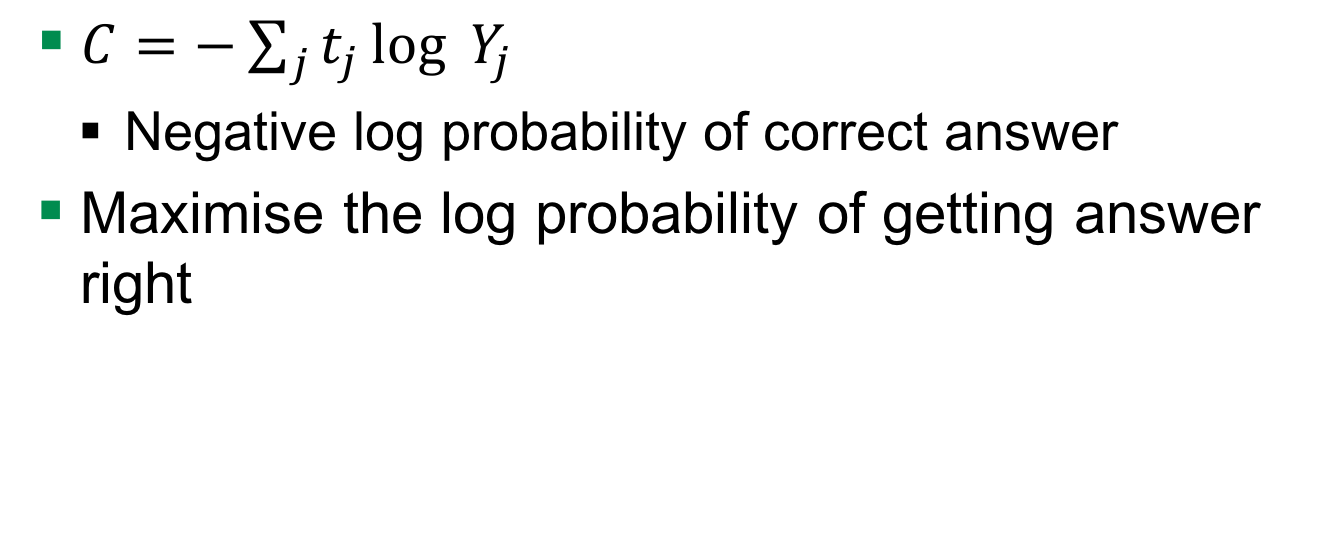 ▪ C = − ∑ⱼ tⱼ log Yⱼ
▪ Negative log probability of correct answer
▪ Maximise the log probability of getting answer
right